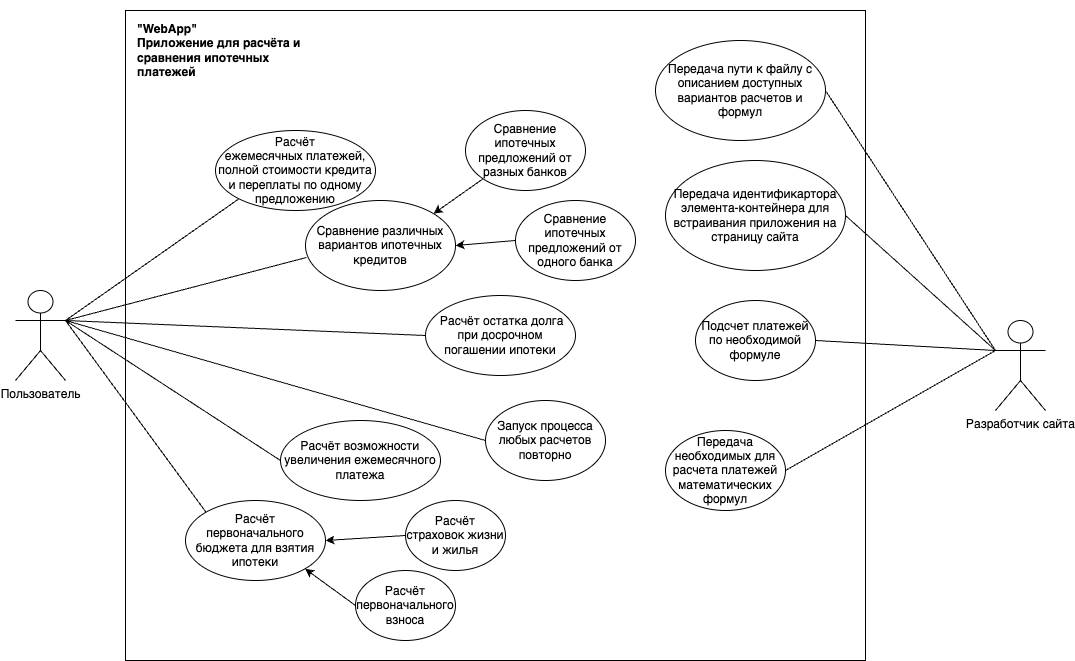 "WebApp"
Приложение для расчёта и
сравнения ипотечных
платежей
Передача пути к файлу с
описанием доступных
вариантов расчетов и
формул
Расчёт
ежемесячных платежей,
полной стоимости кредита
и переплаты по одному
предложению
Сравнение
ипотечных
предложений от
разных банков
Передача идентификартора
элемента-контейнера для
встраивания приложения на
страницу сайта
Сравнение различных
вариантов ипотечных
кредитов
Сравнение
ипотечных
предложений от
одного банка
Расчёт остатка долга
при досрочном
погашении ипотеки
Подсчет платежей
по необходимой
формуле
Пользователь
Разработчик сайта
Запуск процесса
любых расчетов
повторно
Расчёт возможности
увеличения ежемесячного
платежа
Передача
необходимых для
расчета платежей
математических
формул
Расчёт
первоначального
бюджета для взятия
ипотеки
Расчёт
страховок жизни
и жилья
Расчёт
первоначального
взноса